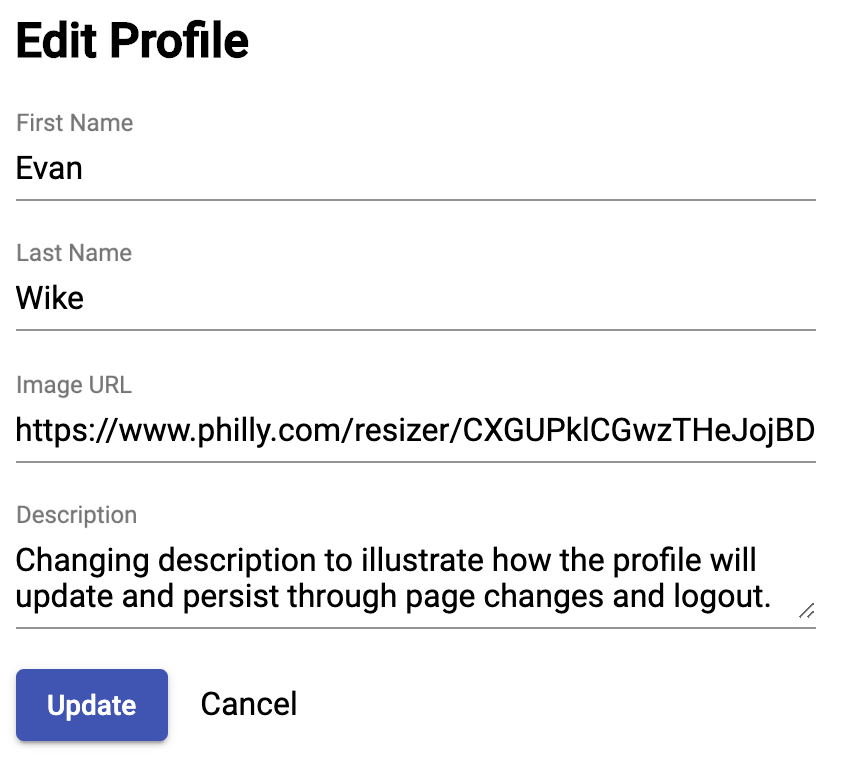 Edit Profile
First Name
Evan
Last Name
Wike
Image URL
https://www.philly.com/resizer/CXGUPklCGwzTHeJojBD
Description
Changing description to illustrate how the profile will
update and persist through page changes and logout.
Update Cancel